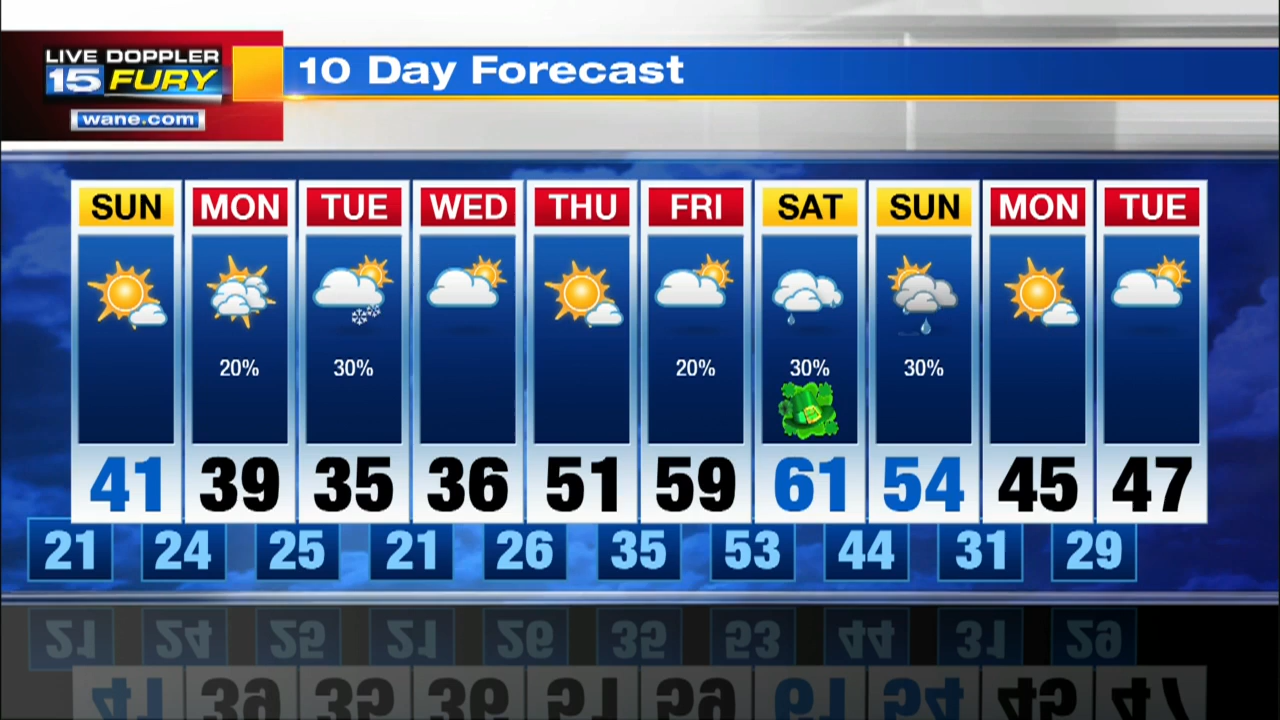 LIVE DOPPLER
15 FURY
wane.com
10 Day Forecast
SUN MON TUE WED THU FRI SAT SUN MON TUE
20% 30% 20% 30% 30%
41 39 35 36 51 59 61 54 45 47
21 24 25 21 26 35 53 44 31 29